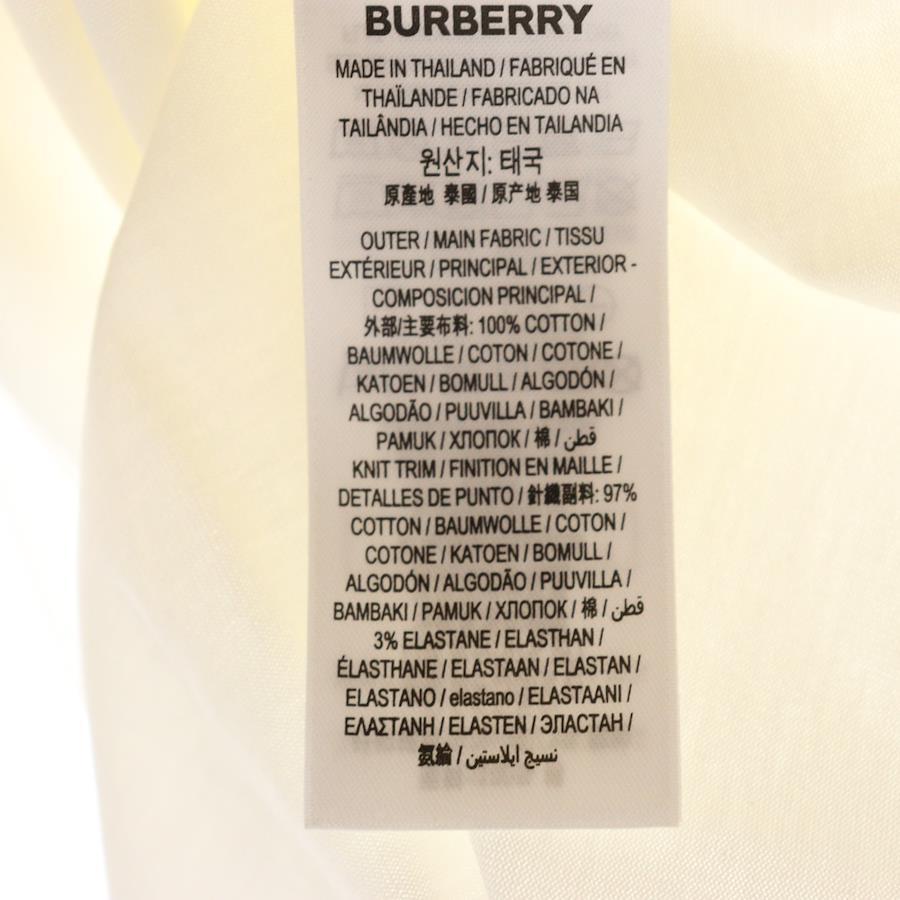 BURBERRY
MADE IN THAILAND / FABRIQUÉ EN
THAÏLANDE / FABRICADO NA
TAILÂNDIA / HECHO EN TAILANDIA
원산지: 태국
原產地 泰國 / 原产地 泰国
OUTER / MAIN FABRIC / TISSU
EXTÉRIEUR / PRINCIPAL / EXTERIOR -
COMPOSICION PRINCIPAL /
外部/主要布料: 100% COTTON /
BAUMWOLLE / COTON / COTONE /
KATOEN / BOMULL / ALGODÓN /
ALGODÃO / PUUVILLA / BAMBAKI /
PAMUK / ХЛОПОК / 棉 / قطن
KNIT TRIM / FINITION EN MAILLE /
DETALLES DE PUNTO / 針織副料: 97%
COTTON / BAUMWOLLE / COTON /
COTONE / KATOEN / BOMULL /
ALGODÓN / ALGODÃO / PUUVILLA /
BAMBAKI / PAMUK / ХЛОПОК / 棉 / قطن
3% ELASTANE / ELASTHAN /
ÉLASTHANE / ELASTAAN / ELASTAN /
ELASTANO / elastano / ELASTAANI /
ΕΛΑΣΤΑΝΗ / ELASTEN / ЭЛАСТАН /
氨綸 / نسيج ايلاستين